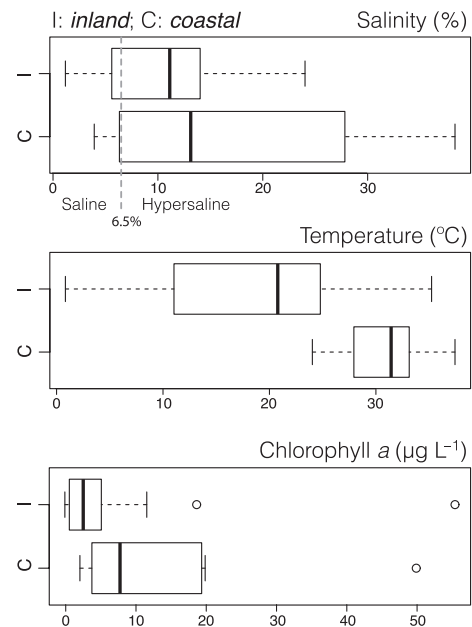 I: inland; C: coastal Salinity (%)
I
C
0 10 20 30
Saline Hypersaline
6.5%
Temperature (°C)
I
C
0 10 20 30
Chlorophyll a (µg L⁻¹)
I
C
0 10 20 30 40 50